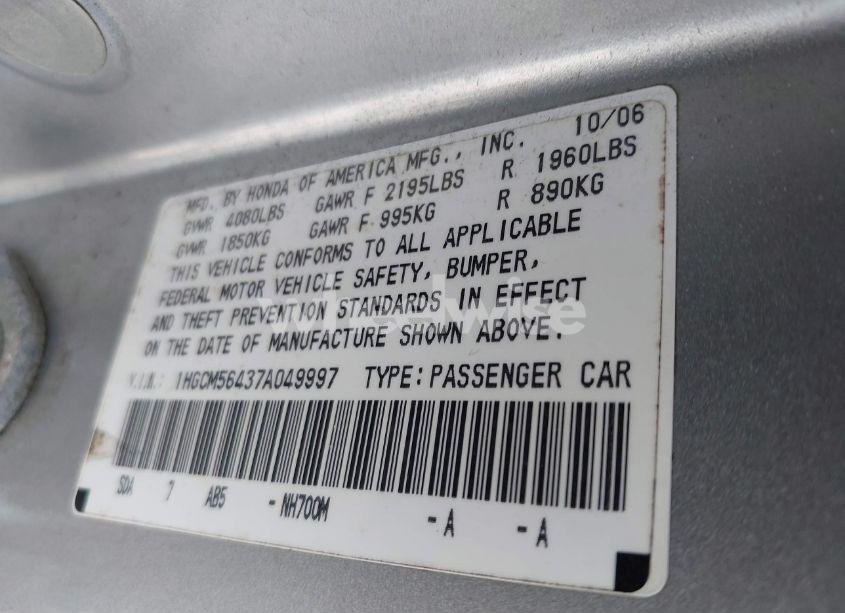 MFD. BY HONDA OF AMERICA MFG., INC. 10/06
GVWR 4080LBS GAWR F 2195LBS R 1960LBS
GVWR 1850KG GAWR F 995KG R 890KG
THIS VEHICLE CONFORMS TO ALL APPLICABLE
FEDERAL MOTOR VEHICLE SAFETY, BUMPER,
AND THEFT PREVENTION STANDARDS IN EFFECT
ON THE DATE OF MANUFACTURE SHOWN ABOVE.
V.I.N.: 1HGCM56437A049997 TYPE:PASSENGER CAR
SDA 7 AB5 -NH700M -A -A